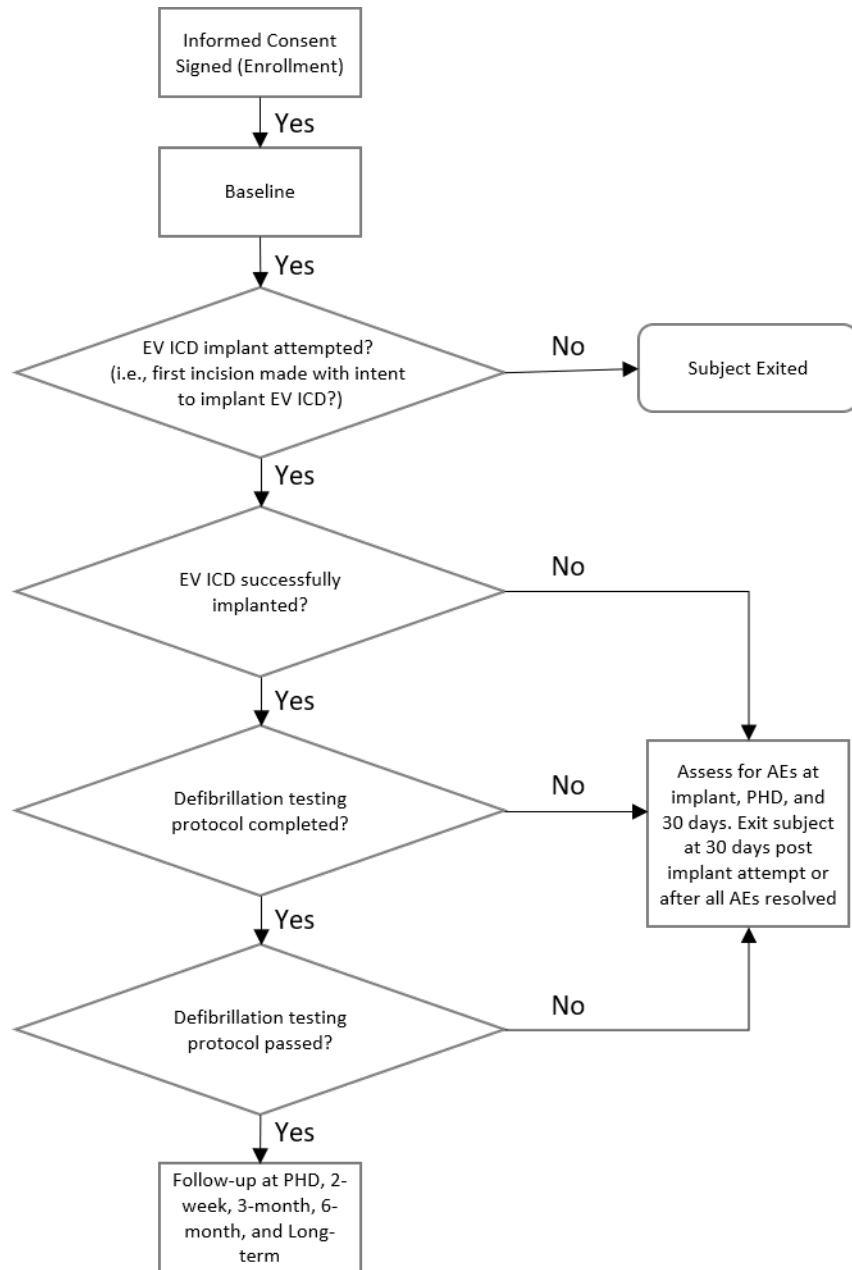 Informed Consent
Signed (Enrollment)
Yes
Baseline
Yes
EV ICD implant attempted?
(i.e., first incision made with intent
to implant EV ICD?)
No
Subject Exited
Yes
EV ICD successfully
implanted?
No
Yes
Defibrillation testing
protocol completed?
No
Assess for AEs at
implant, PHD, and
30 days. Exit subject
at 30 days post
implant attempt or
after all AEs resolved
Yes
Defibrillation testing
protocol passed?
No
Yes
Follow-up at PHD, 2-
week, 3-month, 6-
month, and Long-
term